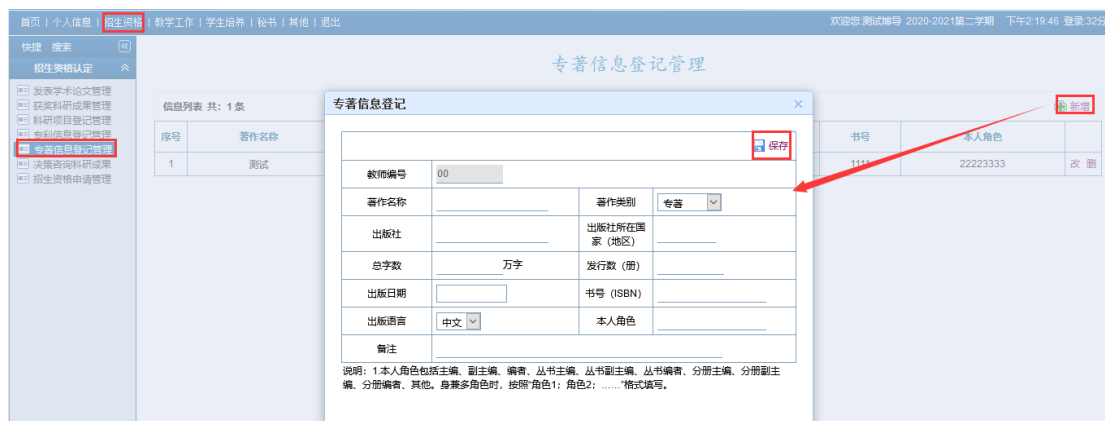 首页 | 个人信息 | 招生资格 | 教学工作 | 学生培养 | 秘书 | 其他 | 退出
欢迎您:测试博导 2020-2021第二学期 下午2:19:46 登录:32分
快捷 搜索
招生资格认定
发表学术论文管理
获奖科研成果管理
科研项目登记管理
专利信息登记管理
专著信息登记管理
决策咨询科研成果
招生资格申请管理
专著信息登记管理
信息列表 共: 1 条
新增
序号 著作名称 书号 本人角色
1 测试 1111 22223333 改 删
专著信息登记
保存
教师编号 00
著作名称 著作类别 专著
出版社 出版社所在国
家（地区）
总字数 万字 发行数（册）
出版日期 书号（ISBN）
出版语言 中文 本人角色
备注
说明：1.本人角色包括主编、副主编、编者、丛书主编、丛书副主编、丛书编者、分册主编、分册副主
编、分册编者、其他。身兼多角色时，按照“角色1；角色2；……”格式填写。